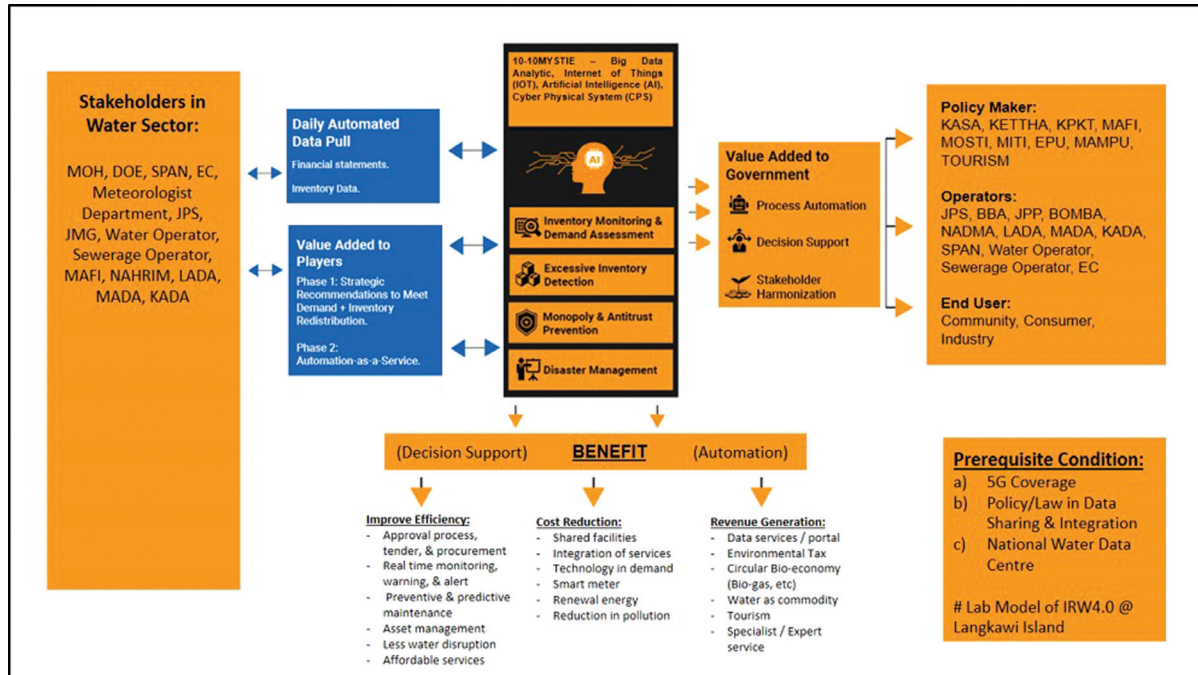 Stakeholders in
Water Sector:
MOH, DOE, SPAN, EC,
Meteorologist
Department, JPS,
JMG, Water Operator,
Sewerage Operator,
MAFI, NAHRIM, LADA,
MADA, KADA
Daily Automated
Data Pull
Financial statements.
Inventory Data.
Value Added to
Players
Phase 1: Strategic
Recommendations to Meet
Demand + Inventory
Redistribution.
Phase 2:
Automation-as-a-Service.
10-10MYSTIE – Big Data
Analytic, Internet of Things
(IOT), Artificial Intelligence (AI),
Cyber Physical System (CPS)
AI
Inventory Monitoring &
Demand Assessment
Excessive Inventory
Detection
Monopoly & Antitrust
Prevention
Disaster Management
Value Added to
Government
Process Automation
Decision Support
Stakeholder
Harmonization
Policy Maker:
KASA, KETTHA, KPKT, MAFI,
MOSTI, MITI, EPU, MAMPU,
TOURISM
Operators:
JPS, BBA, JPP, BOMBA,
NADMA, LADA, MADA, KADA,
SPAN, Water Operator,
Sewerage Operator, EC
End User:
Community, Consumer,
Industry
(Decision Support) BENEFIT (Automation)
Improve Efficiency:
- Approval process,
tender, & procurement
- Real time monitoring,
warning, & alert
- Preventive & predictive
maintenance
- Asset management
- Less water disruption
- Affordable services
Cost Reduction:
- Shared facilities
- Integration of services
- Technology in demand
- Smart meter
- Renewal energy
- Reduction in pollution
Revenue Generation:
- Data services / portal
- Environmental Tax
- Circular Bio-economy
(Bio-gas, etc)
- Water as commodity
- Tourism
- Specialist / Expert
service
Prerequisite Condition:
a) 5G Coverage
b) Policy/Law in Data
Sharing & Integration
c) National Water Data
Centre
# Lab Model of IRW4.0 @
Langkawi Island